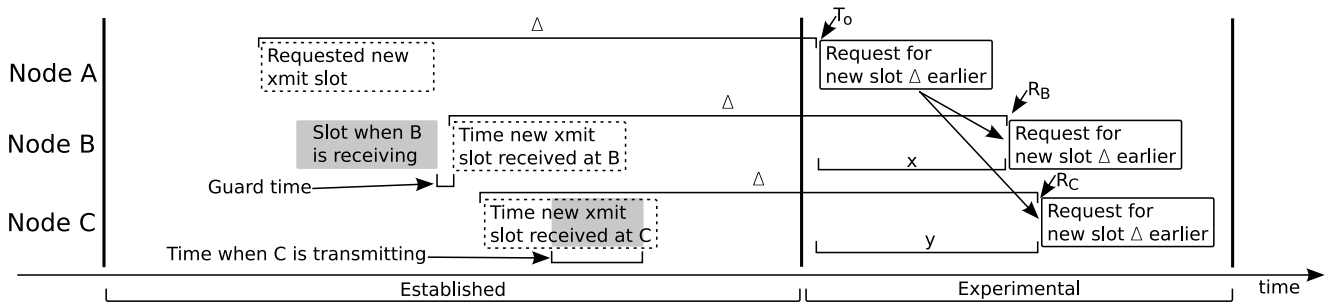 Δ
T₀
Requested new
xmit slot
Request for
new slot Δ earlier
Node A
Δ
R_B
Slot when B
is receiving
Time new xmit
slot received at B
Request for
new slot Δ earlier
Node B
x
Guard time
Δ
R_C
Time new xmit
slot received at C
Request for
new slot Δ earlier
Node C
y
Time when C is transmitting
time
Established
Experimental